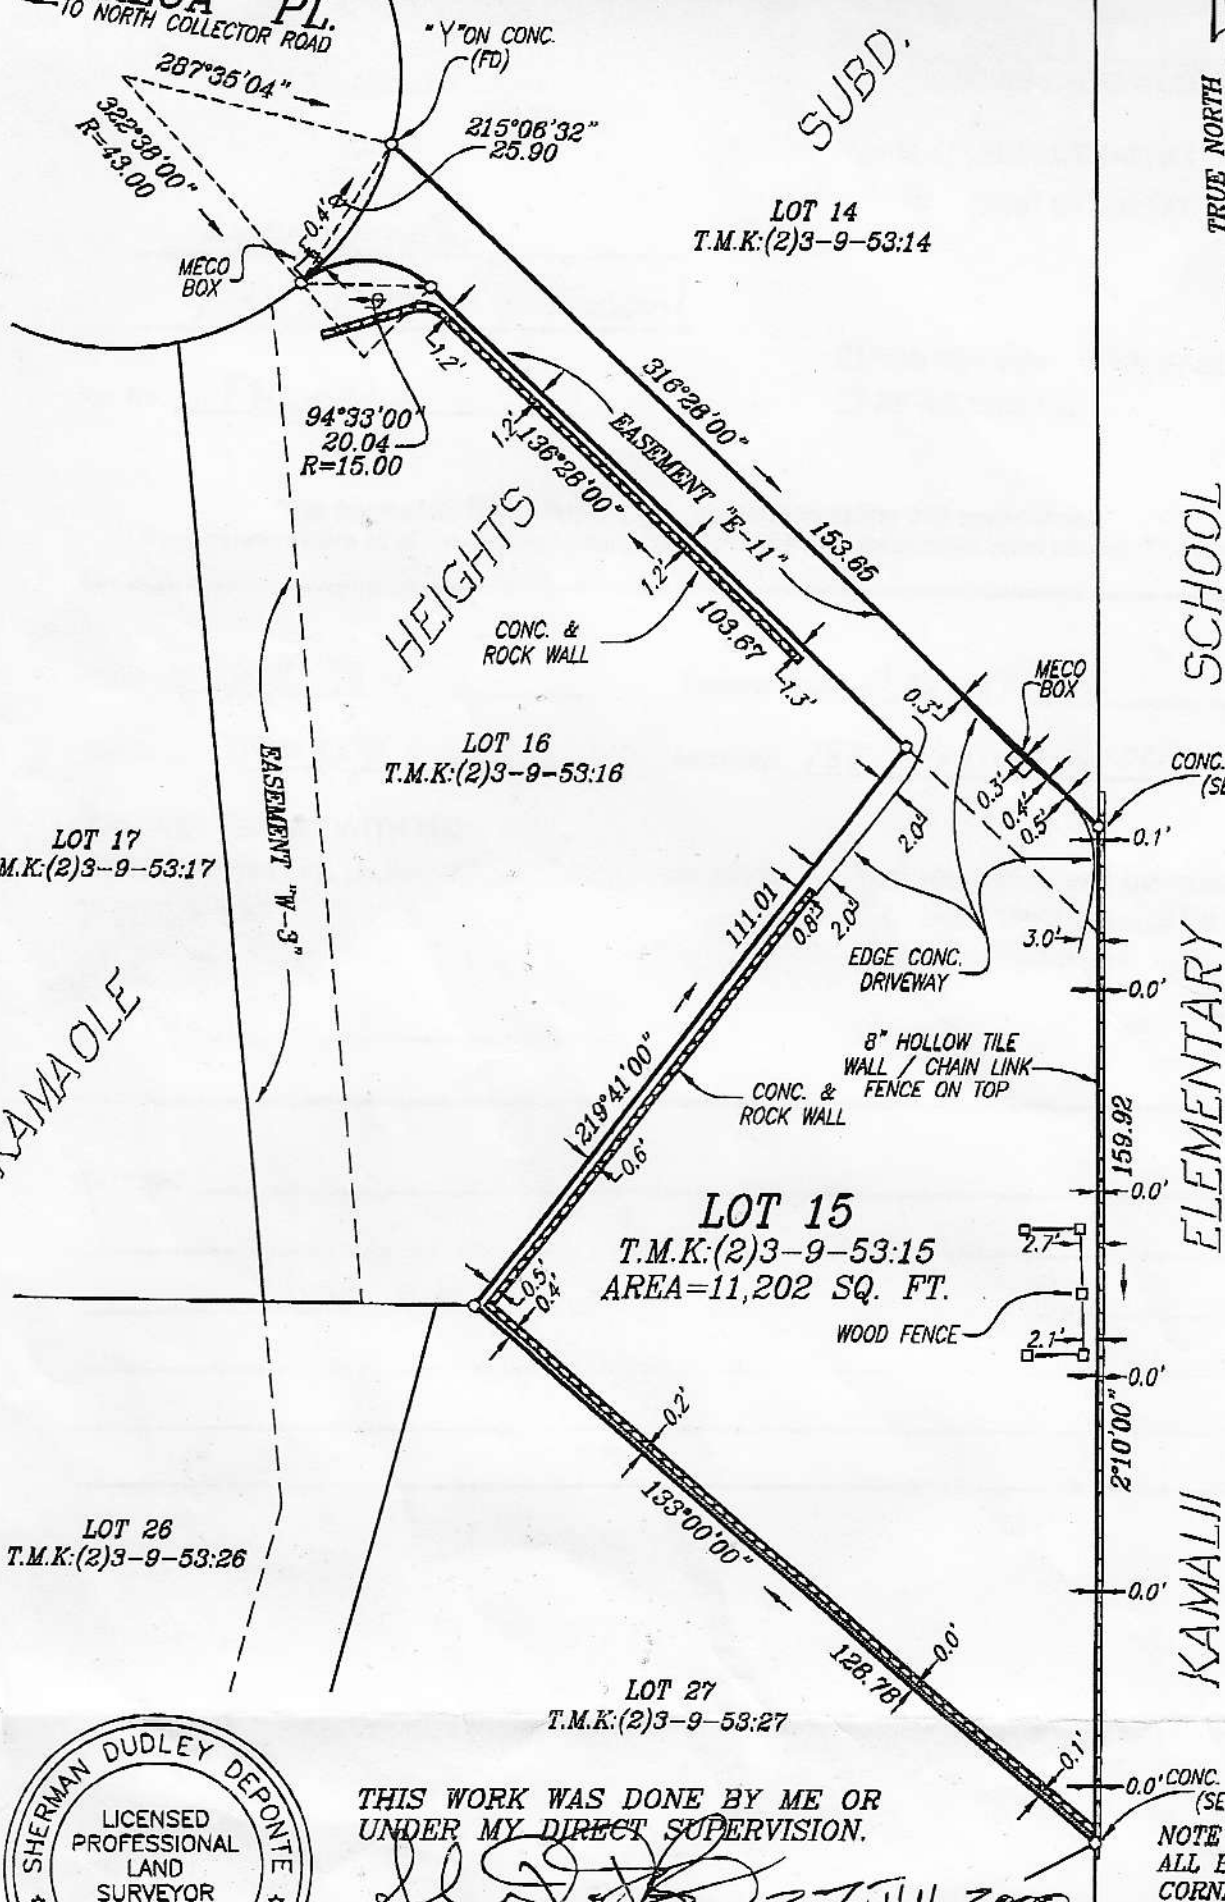 PL.
TO NORTH COLLECTOR ROAD
287°35'04"
322°38'00"
R=43.00
"Y" ON CONC.
(FD)
215°06'32"
25.90
0.4'
MECO
BOX
SUBD.
TRUE NORTH
LOT 14
T.M.K:(2)3-9-53:14
94°33'00"
20.04
R=15.00
1.2'
1.2'
136°28'00"
1.2'
103.67
1.3'
316°28'00"
153.65
EASEMENT "E-11"
HEIGHTS
CONC. &
ROCK WALL
MECO
BOX
0.3'
0.3'
0.4'
0.5'
CONC.
0.1'
SCHOOL
LOT 16
T.M.K:(2)3-9-53:16
EASEMENT "W-3"
LOT 17
M.K:(2)3-9-53:17
111.01
219°41'00"
2.0'
2.0'
0.8'
3.0'
0.0'
EDGE CONC.
DRIVEWAY
8" HOLLOW TILE
WALL / CHAIN LINK
FENCE ON TOP
CONC. &
ROCK WALL
0.6'
159.92
0.0'
ELEMENTARY
KAMAOLE
LOT 15
T.M.K:(2)3-9-53:15
AREA=11,202 SQ. FT.
0.5'
0.4'
2.7'
WOOD FENCE
2.1'
0.0'
2°10'00"
0.2'
133°00'00"
0.0'
128.78
0.0'
0.1'
0.0'
CONC.
KAMALII
LOT 26
T.M.K:(2)3-9-53:26
LOT 27
T.M.K:(2)3-9-53:27
SHERMAN DUDLEY DEPONTE
LICENSED
PROFESSIONAL
LAND
SURVEYOR
THIS WORK WAS DONE BY ME OR
UNDER MY DIRECT SUPERVISION.
NOTE
ALL
CORN